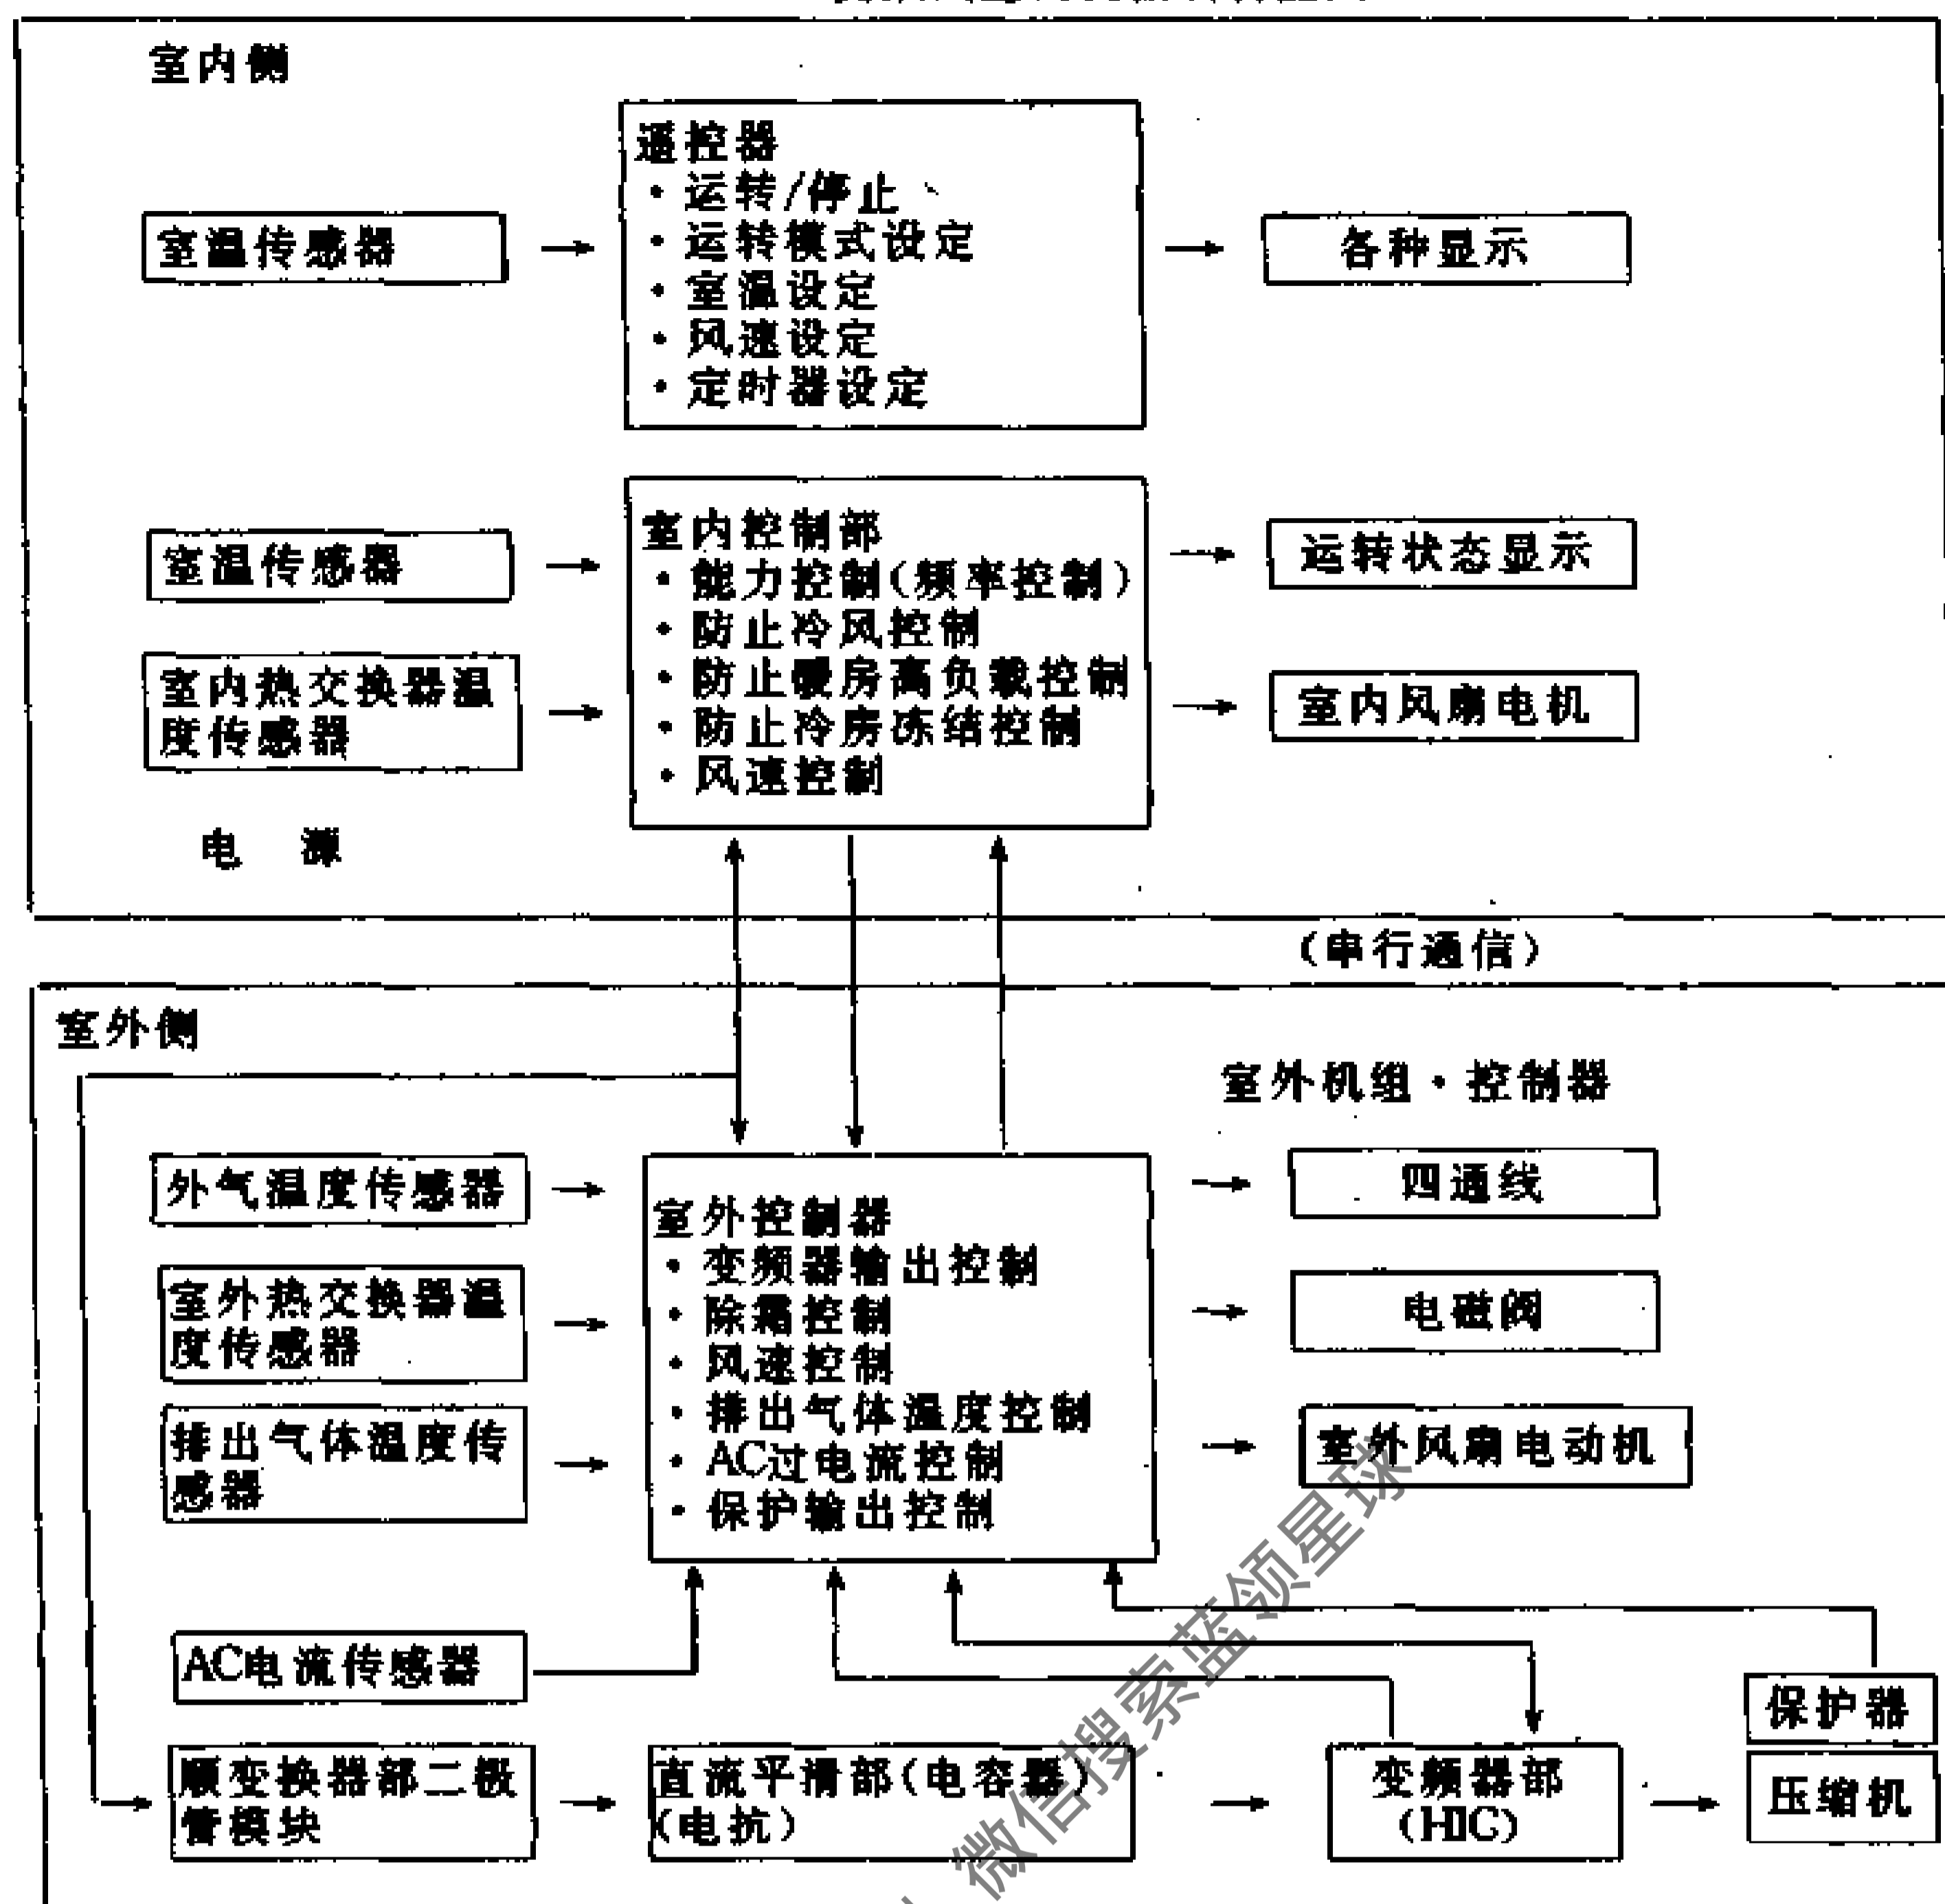 室内侧
遥控器
·运转/停止
·运转模式设定
·室温设定
·风速设定
·定时器设定
室温传感器
各种显示
室内控制部
·能力控制(频率控制)
·防止冷风控制
·防止暖房高负载控制
·防止冷房冻结控制
·风速控制
室温传感器
运转状态显示
室内热交换器温
度传感器
室内风扇电机
电 源
(串行通信)
室外侧
室外机组·控制器
外气温度传感器
四通线
室外控制器
·变频器输出控制
·除霜控制
·风速控制
·排出气体温度控制
·AC过电流控制
·保护输出控制
室外热交换器温
度传感器
电磁阀
排出气体温度传
感器
室外风扇电动机
AC电流传感器
保护器
顺变换器部二极
管模块
直流平滑部(电容器)
(电抗)
变频器部
(HIC)
压缩机
微信搜索蓝领星球